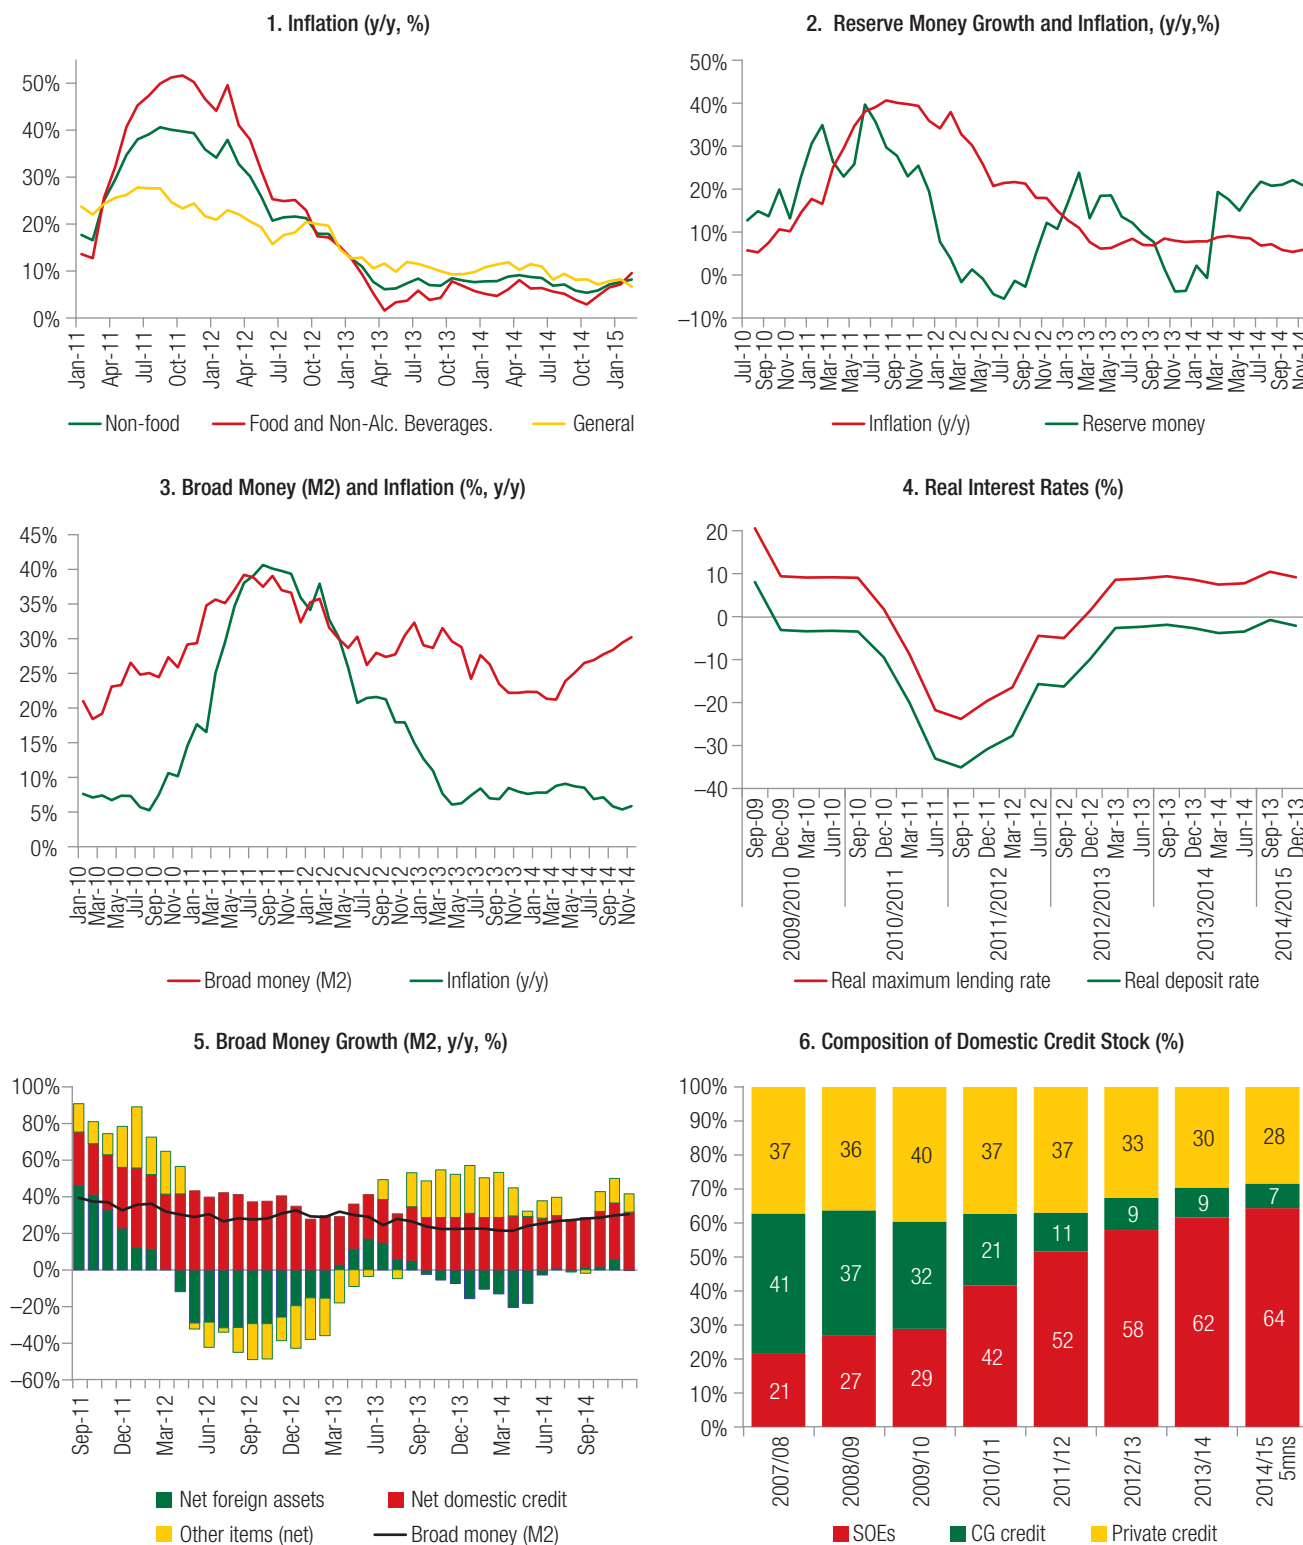 1. Inflation (y/y, %)
50%
40%
30%
20%
10%
0%
Jan-11
Apr-11
Jul-11
Oct-11
Jan-12
Apr-12
Jul-12
Oct-12
Jan-13
Apr-13
Jul-13
Oct-13
Jan-14
Apr-14
Jul-14
Oct-14
Jan-15
Non-food Food and Non-Alc. Beverages. General
2. Reserve Money Growth and Inflation, (y/y,%)
50%
40%
30%
20%
10%
0%
–10%
Jul-10
Sep-10
Nov-10
Jan-11
Mar-11
May-11
Jul-11
Sep-11
Nov-11
Jan-12
Mar-12
May-12
Jul-12
Sep-12
Nov-12
Jan-13
Mar-13
May-13
Jul-13
Sep-13
Nov-13
Jan-14
Mar-14
May-14
Jul-14
Sep-14
Nov-14
Inflation (y/y) Reserve money
3. Broad Money (M2) and Inflation (%, y/y)
45%
40%
35%
30%
25%
20%
15%
10%
5%
0%
Jan-10
Mar-10
May-10
Jul-10
Sep-10
Nov-10
Jan-11
Mar-11
May-11
Jul-11
Sep-11
Nov-11
Jan-12
Mar-12
May-12
Jul-12
Sep-12
Nov-12
Jan-13
Mar-13
May-13
Jul-13
Sep-13
Nov-13
Jan-14
Mar-14
May-14
Jul-14
Sep-14
Nov-14
Broad money (M2) Inflation (y/y)
4. Real Interest Rates (%)
20
10
0
–10
–20
–30
–40
Sep-09
Dec-09
Mar-10
Jun-10
Sep-10
Dec-10
Mar-11
Jun-11
Sep-11
Dec-11
Mar-12
Jun-12
Sep-12
Dec-12
Mar-13
Jun-13
Sep-13
Dec-13
Mar-14
Jun-14
Sep-13
Dec-13
2009/2010
2010/2011
2011/2012
2012/2013
2013/2014
2014/2015
Real maximum lending rate Real deposit rate
5. Broad Money Growth (M2, y/y, %)
100%
80%
60%
40%
20%
0%
–20%
–40%
–60%
Sep-11
Dec-11
Mar-12
Jun-12
Sep-12
Dec-12
Mar-13
Jun-13
Sep-13
Dec-13
Mar-14
Jun-14
Sep-14
Net foreign assets Net domestic credit
Other items (net) Broad money (M2)
6. Composition of Domestic Credit Stock (%)
100%
90%
80%
70%
60%
50%
40%
30%
20%
10%
0%
37 36 40 37 37 33 30 28
41 37 32 21 11 9 9 7
21 27 29 42 52 58 62 64
2007/08
2008/09
2009/10
2010/11
2011/12
2012/13
2013/14
2014/15
5mns
SOEs CG credit Private credit